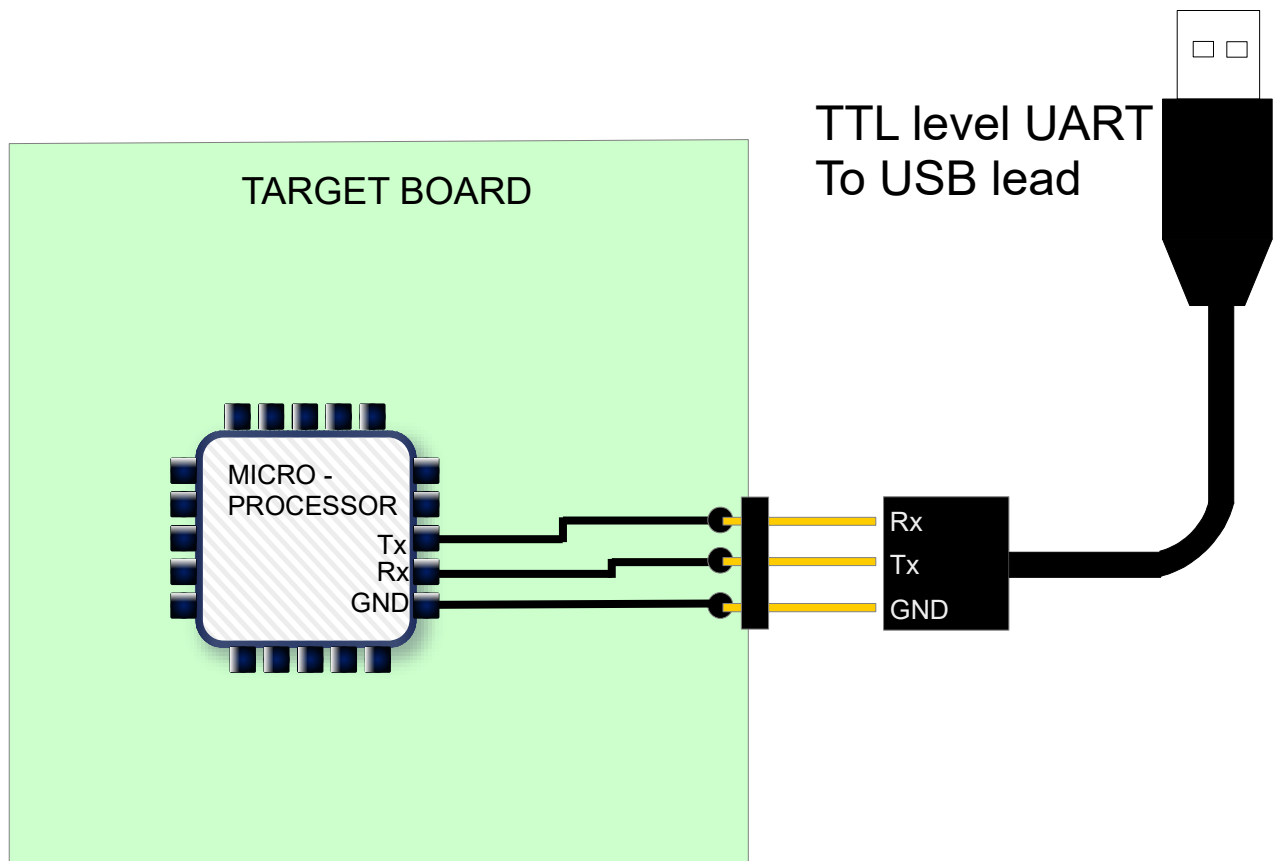 TTL level UART
To USB lead
TARGET BOARD
MICRO -
PROCESSOR
Tx
Rx
GND
Rx
Tx
GND